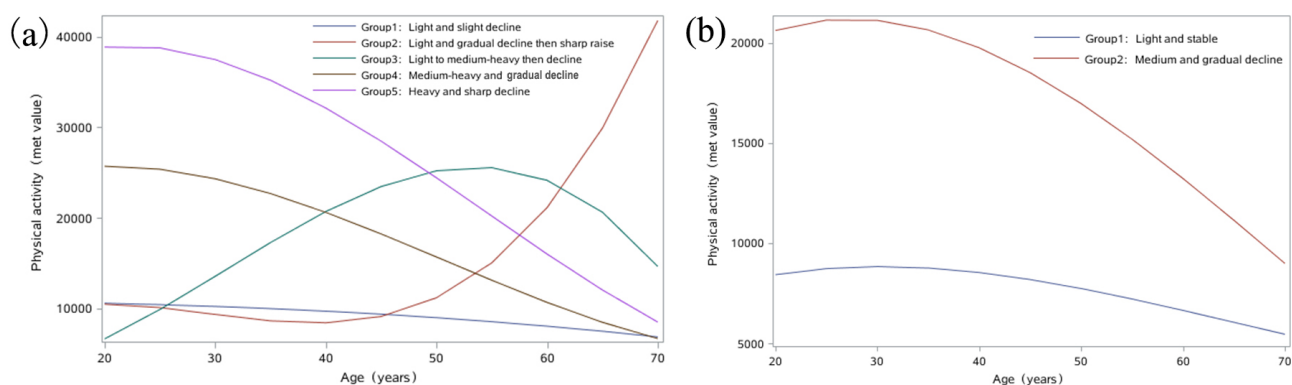 (a)
Group1: Light and slight decline
Group2: Light and gradual decline then sharp raise
Group3: Light to medium-heavy then decline
Group4: Medium-heavy and gradual decline
Group5: Heavy and sharp decline
Physical activity (met value)
40000
30000
20000
10000
20 30 40 50 60 70
Age (years)
(b)
Group1: Light and stable
Group2: Medium and gradual decline
Physical activity (met value)
20000
15000
10000
5000
20 30 40 50 60 70
Age (years)